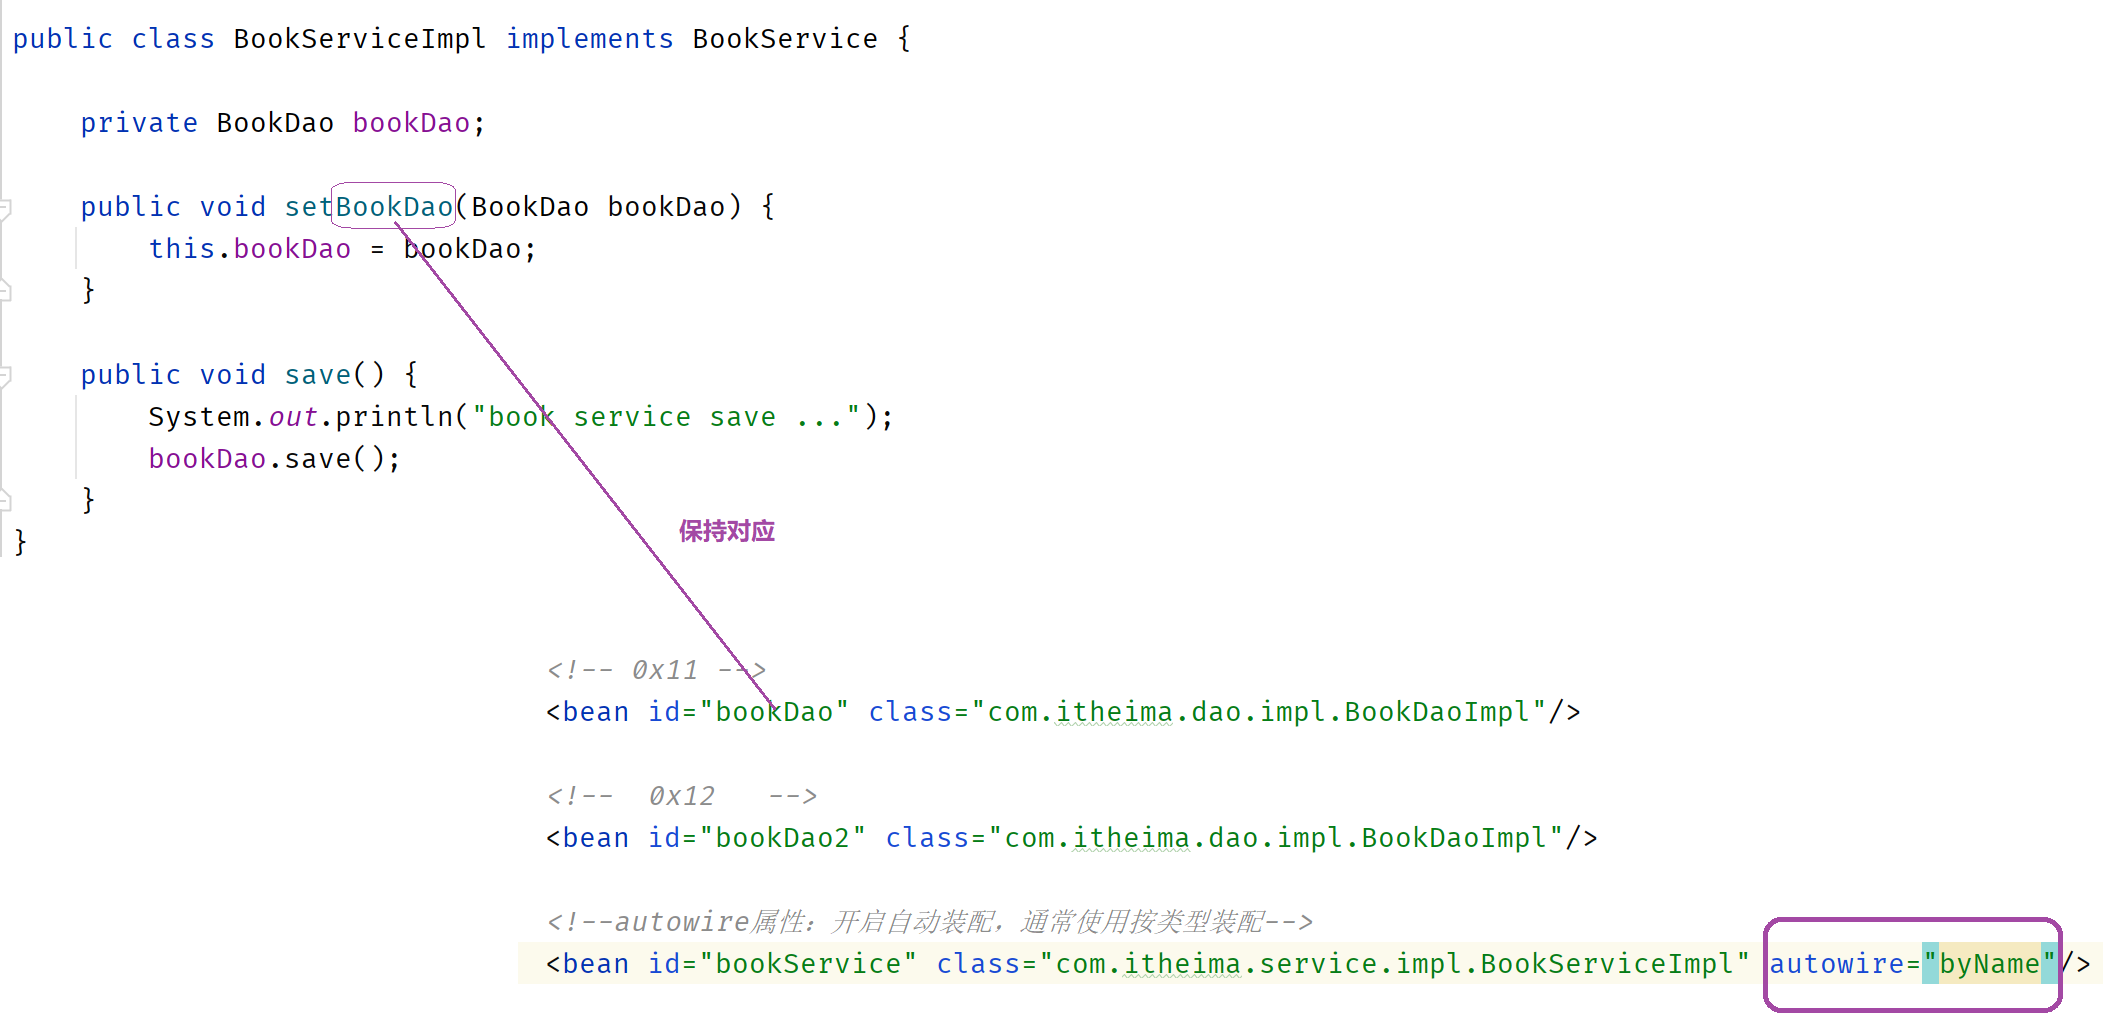 public class BookServiceImpl implements BookService {
private BookDao bookDao;
public void setBookDao(BookDao bookDao) {
this.bookDao = bookDao;
}
public void save() {
System.out.println("book service save ...");
bookDao.save();
}
}
保持对应
<!-- 0x11 -->
<bean id="bookDao" class="com.itheima.dao.impl.BookDaoImpl"/>
<!-- 0x12 -->
<bean id="bookDao2" class="com.itheima.dao.impl.BookDaoImpl"/>
<!--autowire属性：开启自动装配，通常使用按类型装配-->
<bean id="bookService" class="com.itheima.service.impl.BookServiceImpl" autowire="byName"/>